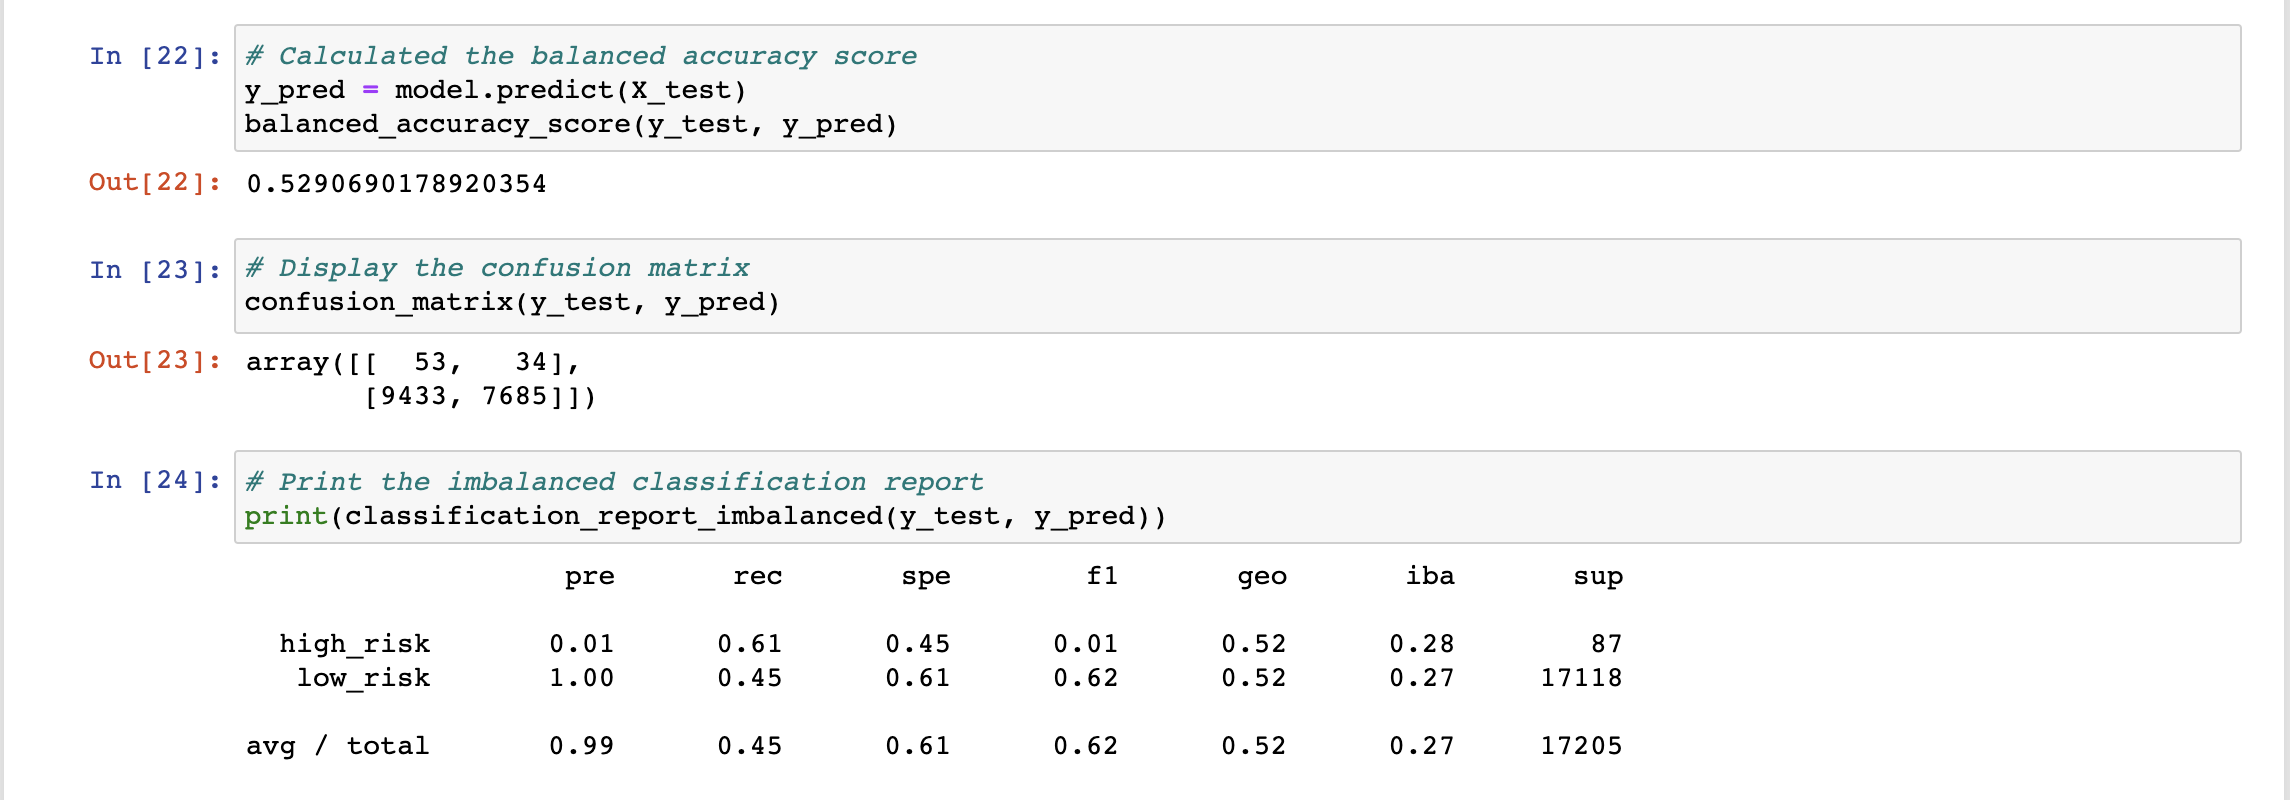 In [22]: # Calculated the balanced accuracy score
y_pred = model.predict(X_test)
balanced_accuracy_score(y_test, y_pred)
Out[22]: 0.5290690178920354
In [23]: # Display the confusion matrix
confusion_matrix(y_test, y_pred)
Out[23]: array([[  53,   34],
       [9433, 7685]])
In [24]: # Print the imbalanced classification report
print(classification_report_imbalanced(y_test, y_pred))
pre rec spe f1 geo iba sup
high_risk 0.01 0.61 0.45 0.01 0.52 0.28 87
low_risk 1.00 0.45 0.61 0.62 0.52 0.27 17118
avg / total 0.99 0.45 0.61 0.62 0.52 0.27 17205